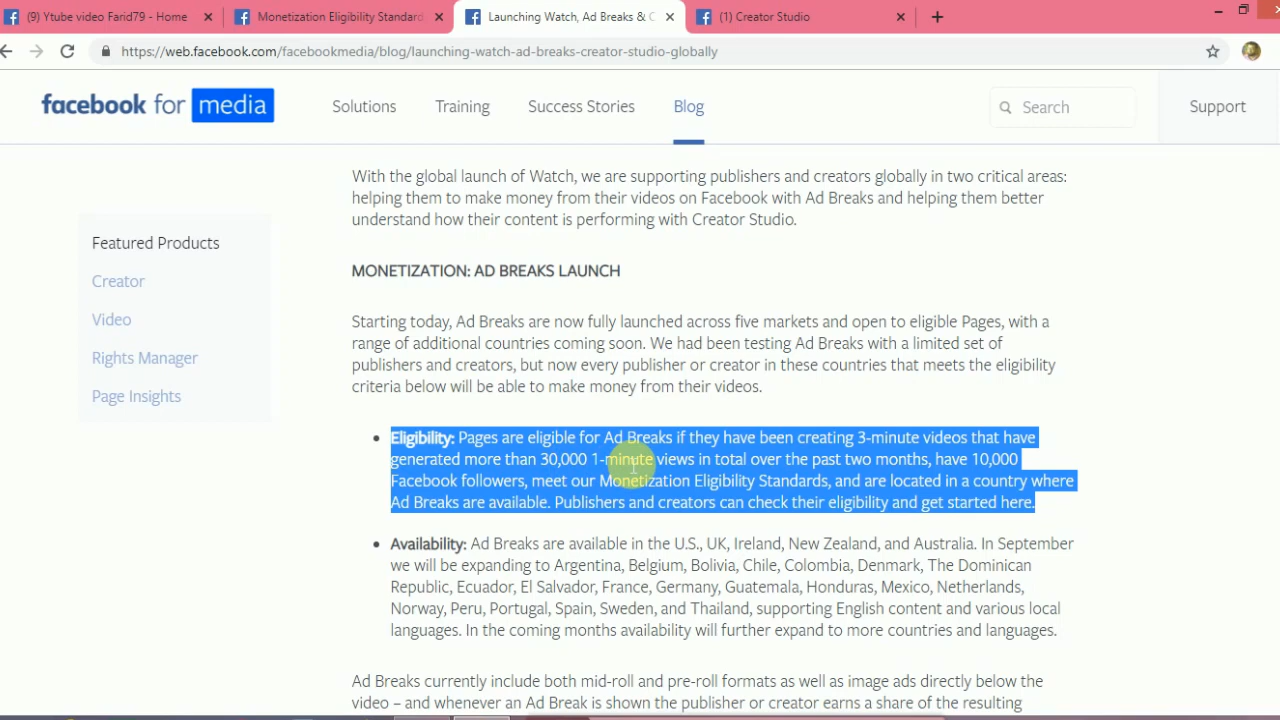 (9) Ytube video Farid79 - Home
Monetization Eligibility Standard
Launching Watch, Ad Breaks & C
(1) Creator Studio
https://web.facebook.com/facebookmedia/blog/launching-watch-ad-breaks-creator-studio-globally
facebook for media
Solutions
Training
Success Stories
Blog
Search
Support
Featured Products
Creator
Video
Rights Manager
Page Insights
With the global launch of Watch, we are supporting publishers and creators globally in two critical areas:
helping them to make money from their videos on Facebook with Ad Breaks and helping them better
understand how their content is performing with Creator Studio.
MONETIZATION: AD BREAKS LAUNCH
Starting today, Ad Breaks are now fully launched across five markets and open to eligible Pages, with a
range of additional countries coming soon. We had been testing Ad Breaks with a limited set of
publishers and creators, but now every publisher or creator in these countries that meets the eligibility
criteria below will be able to make money from their videos.
• Eligibility: Pages are eligible for Ad Breaks if they have been creating 3-minute videos that have
generated more than 30,000 1-minute views in total over the past two months, have 10,000
Facebook followers, meet our Monetization Eligibility Standards, and are located in a country where
Ad Breaks are available. Publishers and creators can check their eligibility and get started here.
• Availability: Ad Breaks are available in the U.S., UK, Ireland, New Zealand, and Australia. In September
we will be expanding to Argentina, Belgium, Bolivia, Chile, Colombia, Denmark, The Dominican
Republic, Ecuador, El Salvador, France, Germany, Guatemala, Honduras, Mexico, Netherlands,
Norway, Peru, Portugal, Spain, Sweden, and Thailand, supporting English content and various local
languages. In the coming months availability will further expand to more countries and languages.
Ad Breaks currently include both mid-roll and pre-roll formats as well as image ads directly below the
video – and whenever an Ad Break is shown the publisher or creator earns a share of the resulting